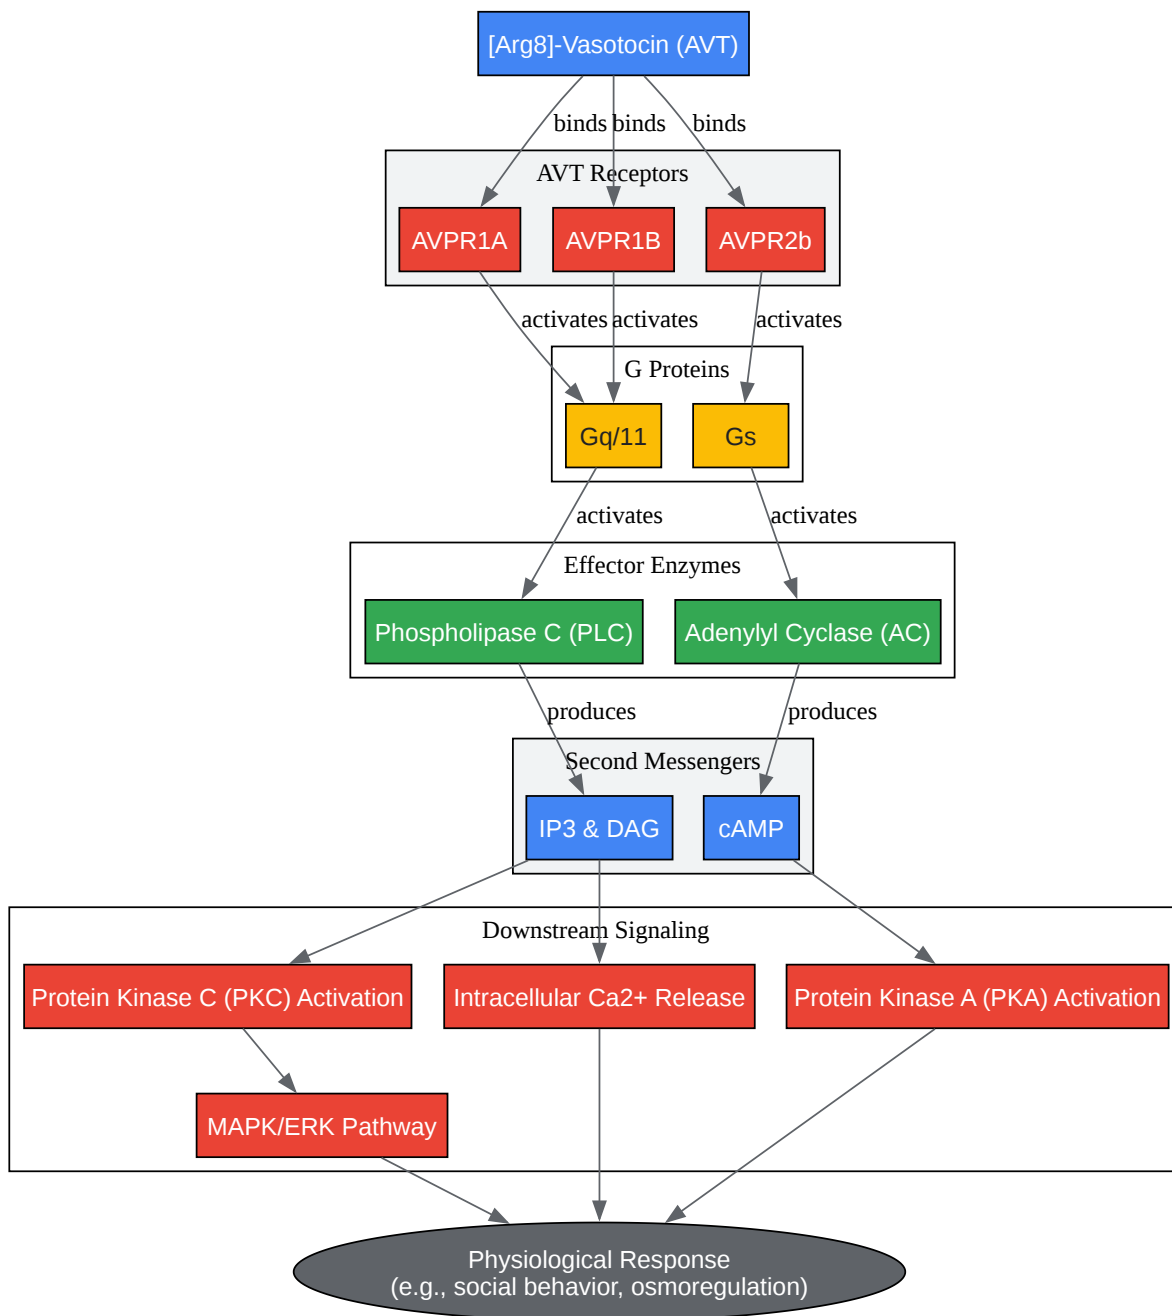 [Arg8]-Vasotocin (AVT)
binds binds binds
AVT Receptors
AVPR1A AVPR1B AVPR2b
activates activates activates
G Proteins
Gq/11 Gs
activates activates
Effector Enzymes
Phospholipase C (PLC) Adenylyl Cyclase (AC)
produces produces
Second Messengers
IP3 & DAG cAMP
Downstream Signaling
Protein Kinase C (PKC) Activation Intracellular Ca2+ Release Protein Kinase A (PKA) Activation
MAPK/ERK Pathway
Physiological Response
(e.g., social behavior, osmoregulation)